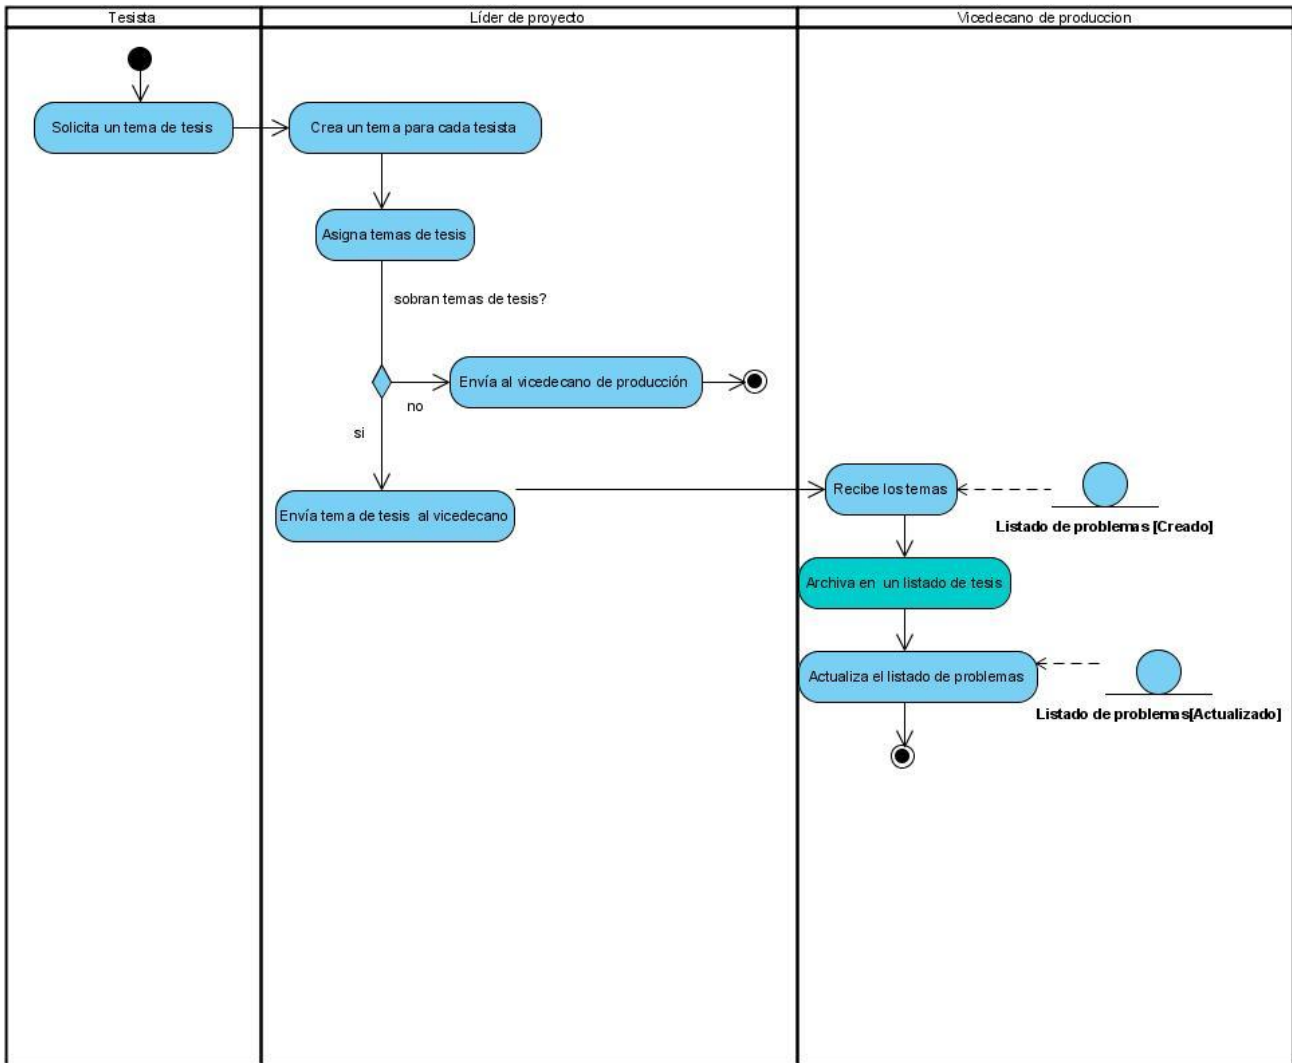 Tesista
Líder de proyecto
Vicedecano de produccion
Solicita un tema de tesis
Crea un tema para cada tesista
Asigna temas de tesis
sobran temas de tesis?
Envía al vicedecano de producción
no
si
Envía tema de tesis al vicedecano
Recibe los temas
Listado de problemas [Creado]
Archiva en un listado de tesis
Actualiza el listado de problemas
Listado de problemas[Actualizado]